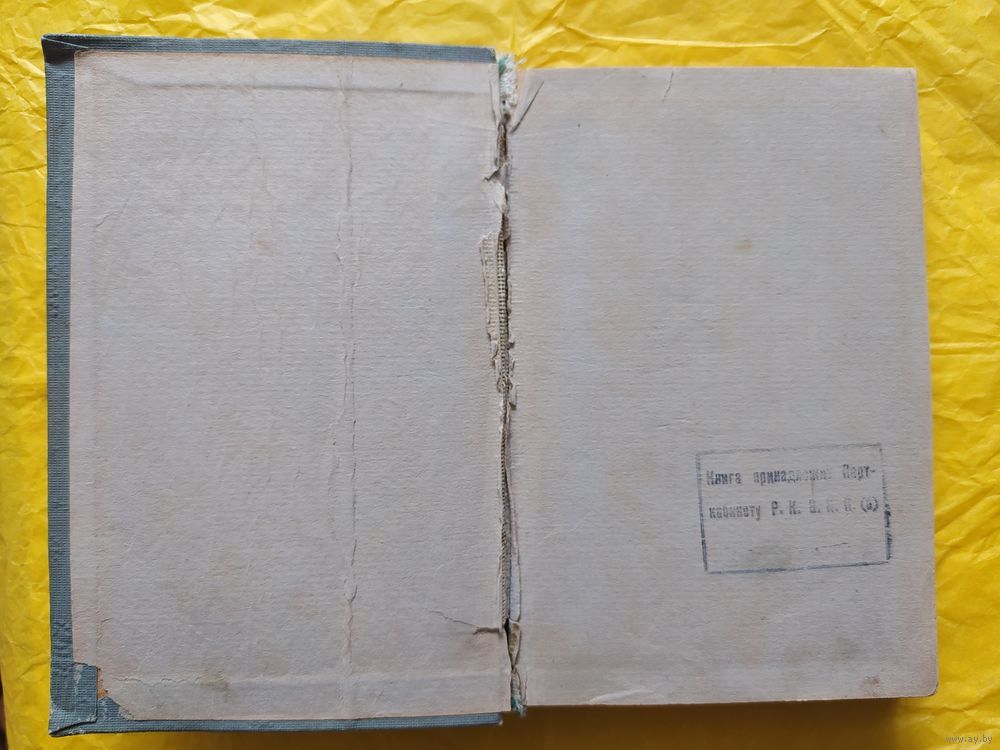 Книга принадлежит Парт-
кабинету Р. К. В. К. П. (б)
www.ay.by